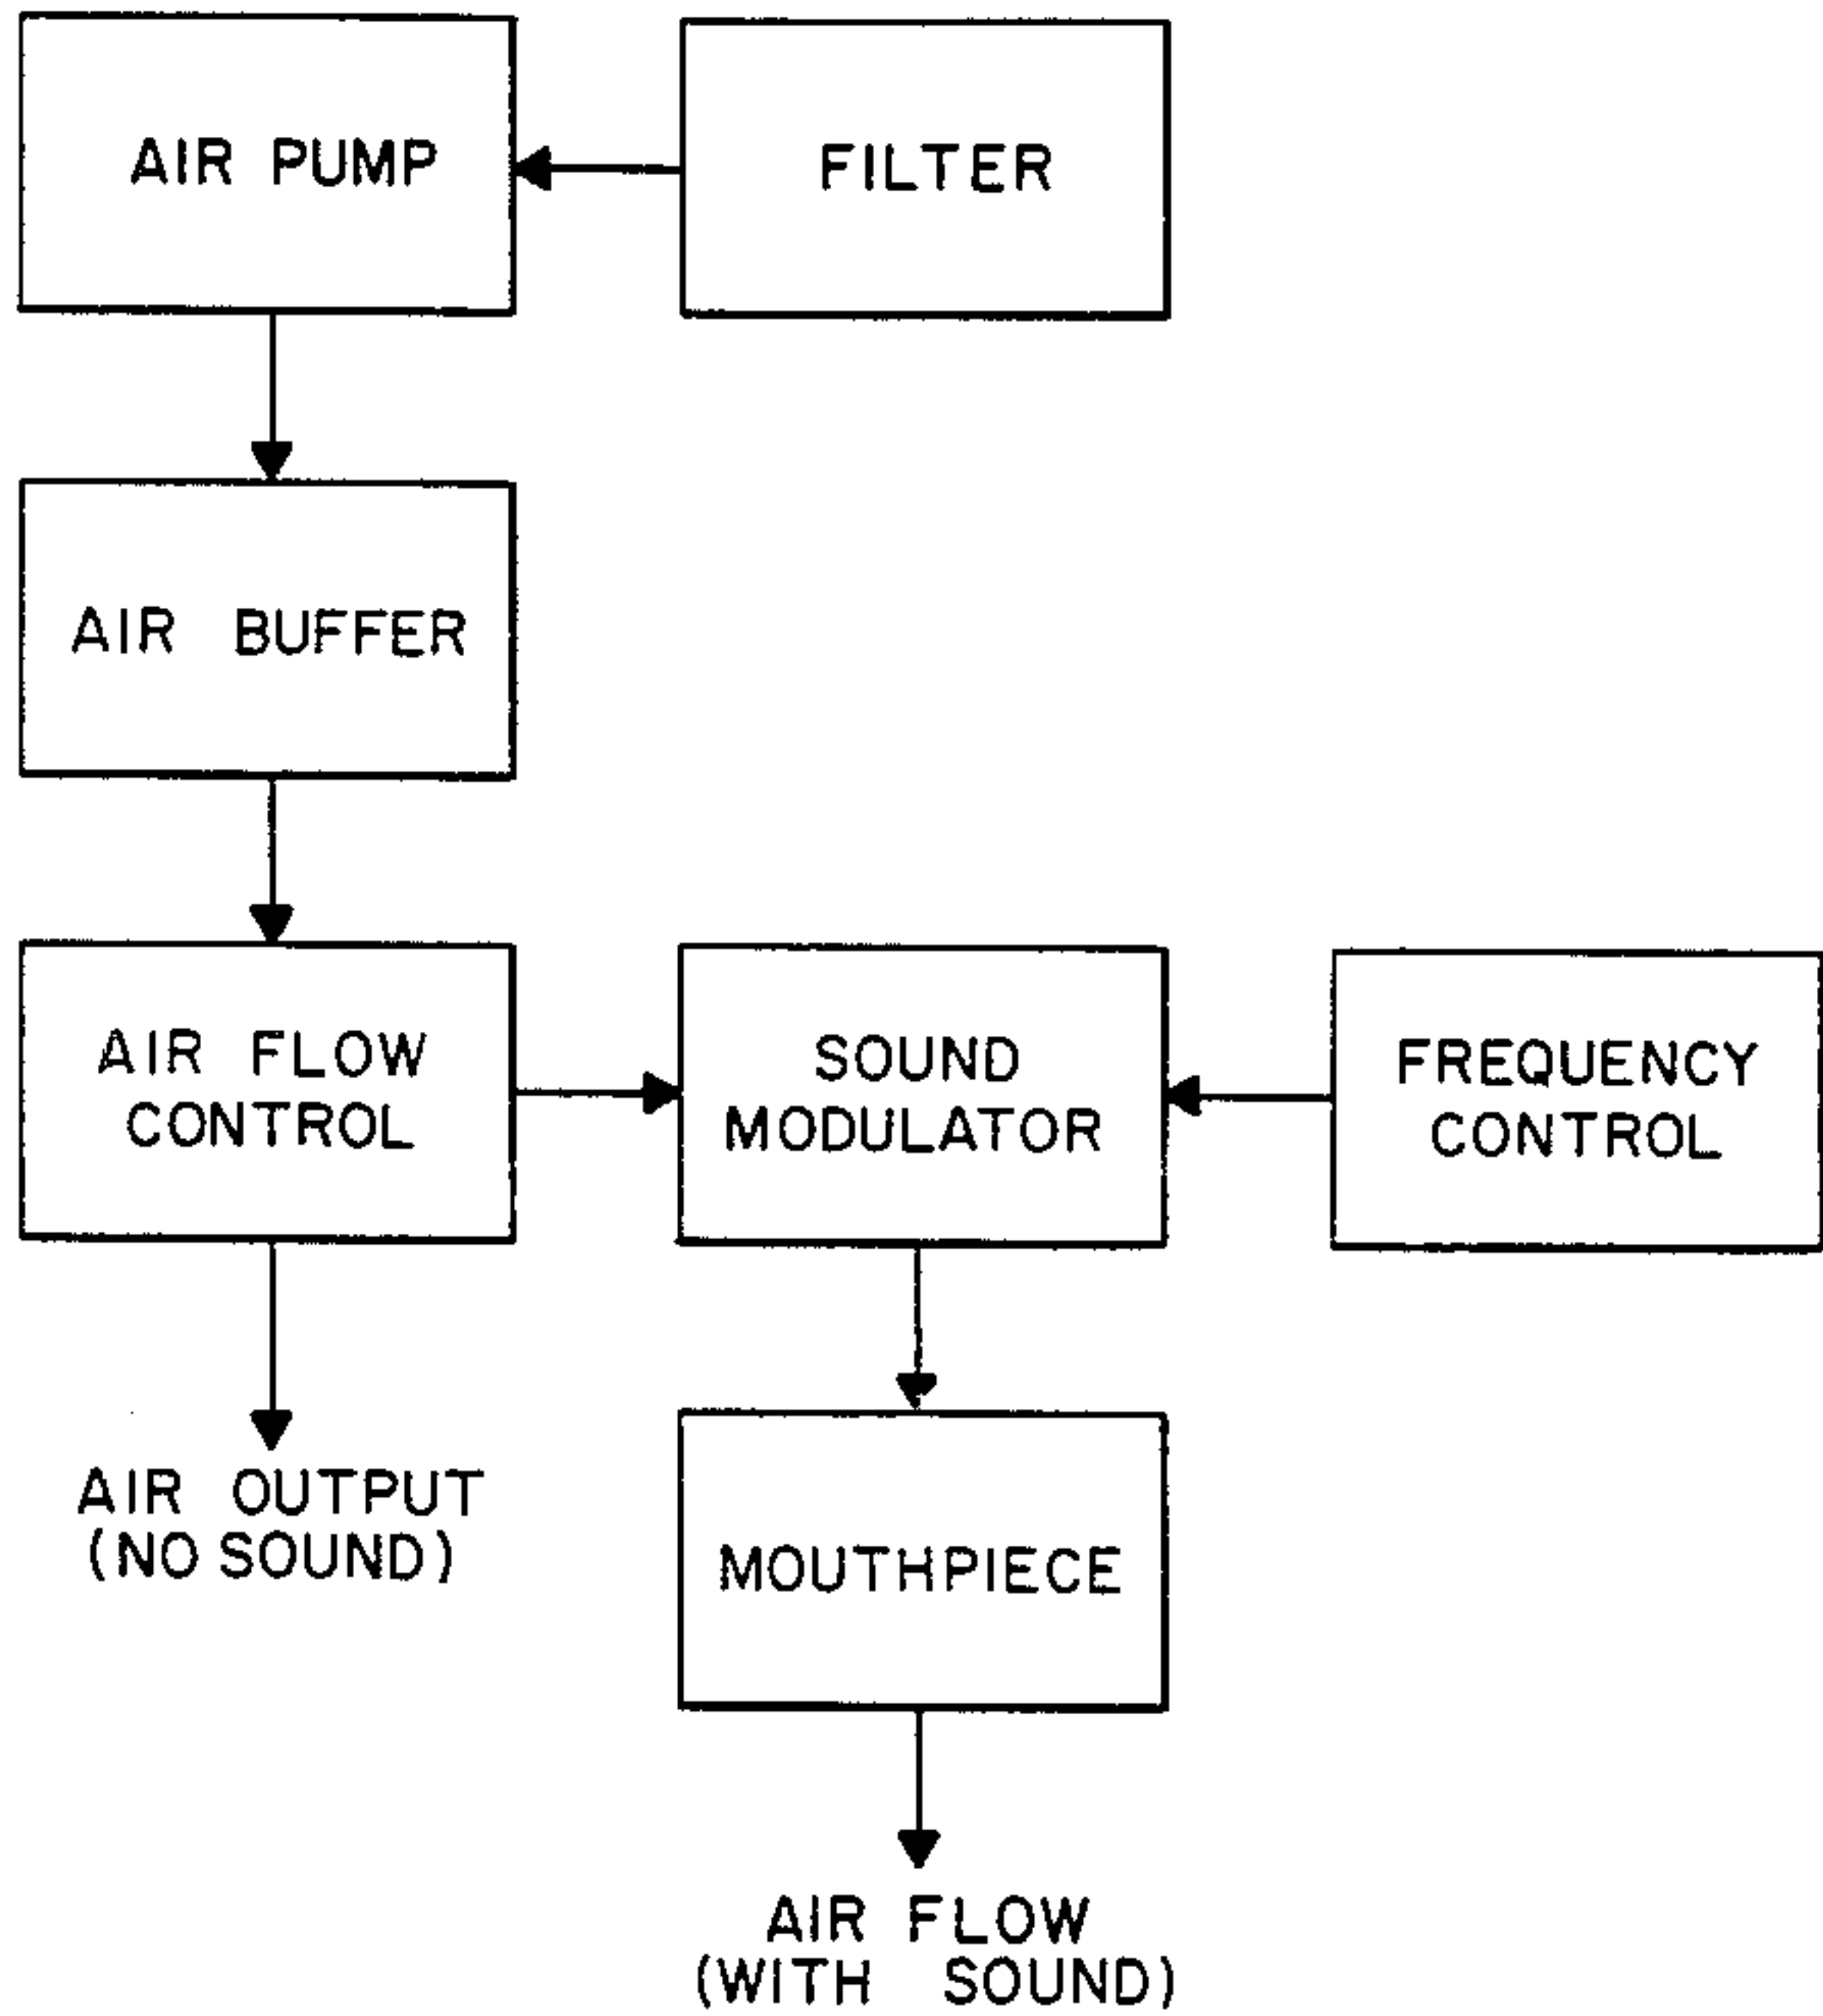 AIR PUMP
FILTER
AIR BUFFER
AIR FLOW
CONTROL
SOUND
MODULATOR
FREQUENCY
CONTROL
AIR OUTPUT
(NO SOUND)
MOUTHPIECE
AIR FLOW
(WITH SOUND)